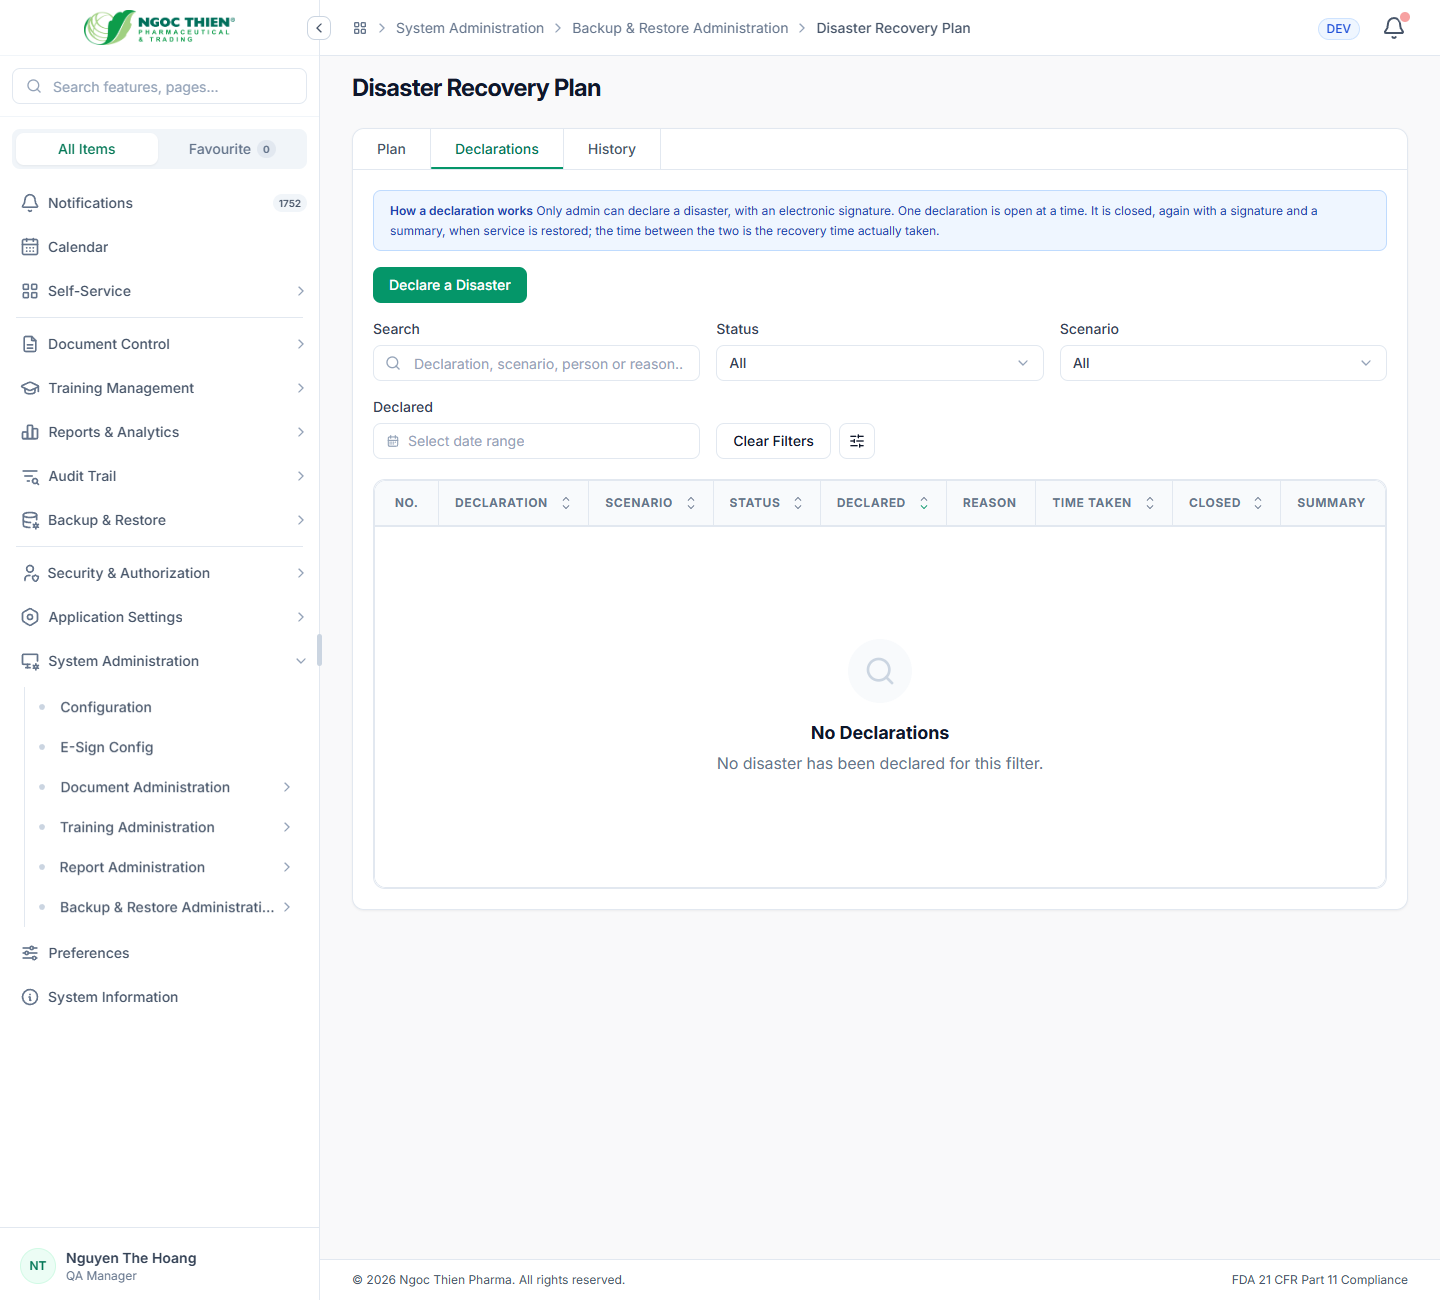 NGOC THIEN®
PHARMACEUTICAL
& TRADING
System Administration
Backup & Restore Administration
Disaster Recovery Plan
DEV
Search features, pages...
All Items
Favourite 0
Notifications 1752
Calendar
Self-Service
Document Control
Training Management
Reports & Analytics
Audit Trail
Backup & Restore
Security & Authorization
Application Settings
System Administration
Configuration
E-Sign Config
Document Administration
Training Administration
Report Administration
Backup & Restore Administrati...
Preferences
System Information
NT
Nguyen The Hoang
QA Manager
Disaster Recovery Plan
Plan
Declarations
History
How a declaration works Only admin can declare a disaster, with an electronic signature. One declaration is open at a time. It is closed, again with a signature and a
summary, when service is restored; the time between the two is the recovery time actually taken.
Declare a Disaster
Search
Status
Scenario
Declaration, scenario, person or reason..
All
All
Declared
Select date range
Clear Filters
NO. DECLARATION SCENARIO STATUS DECLARED REASON TIME TAKEN CLOSED SUMMARY
No Declarations
No disaster has been declared for this filter.
© 2026 Ngoc Thien Pharma. All rights reserved.
FDA 21 CFR Part 11 Compliance